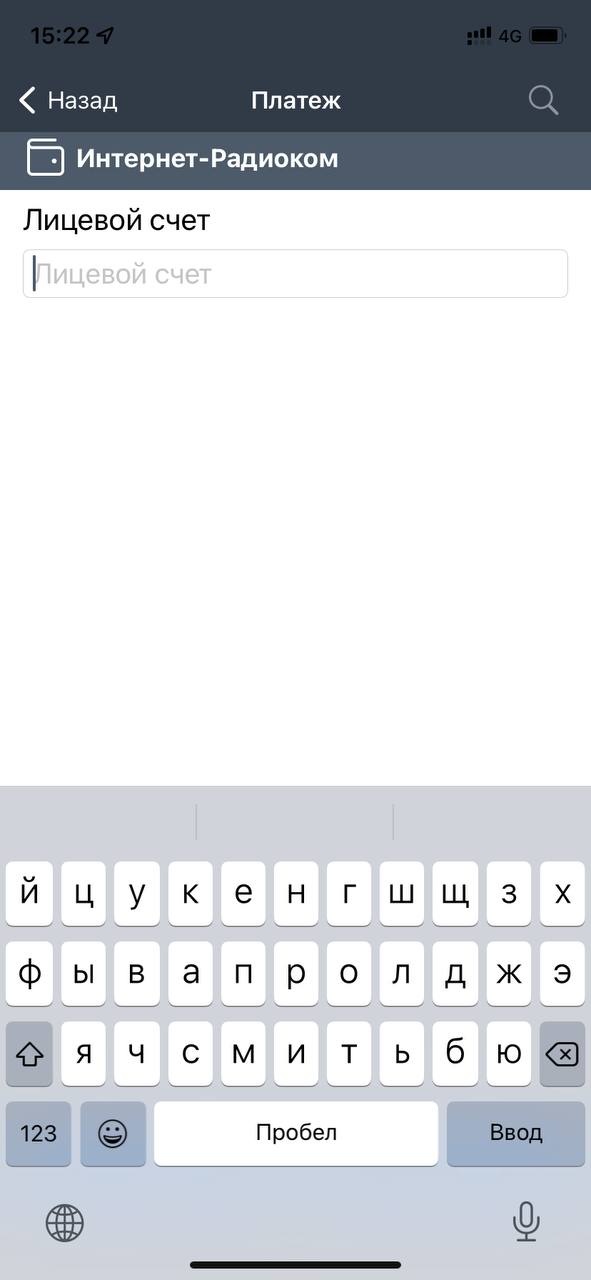 15:22
4G
Назад
Платеж
Интернет-Радиоком
Лицевой счет
Лицевой счет
й ц у к е н г ш щ з х
ф ы в а п р о л д ж э
я ч с м и т ь б ю
123 Пробел Ввод